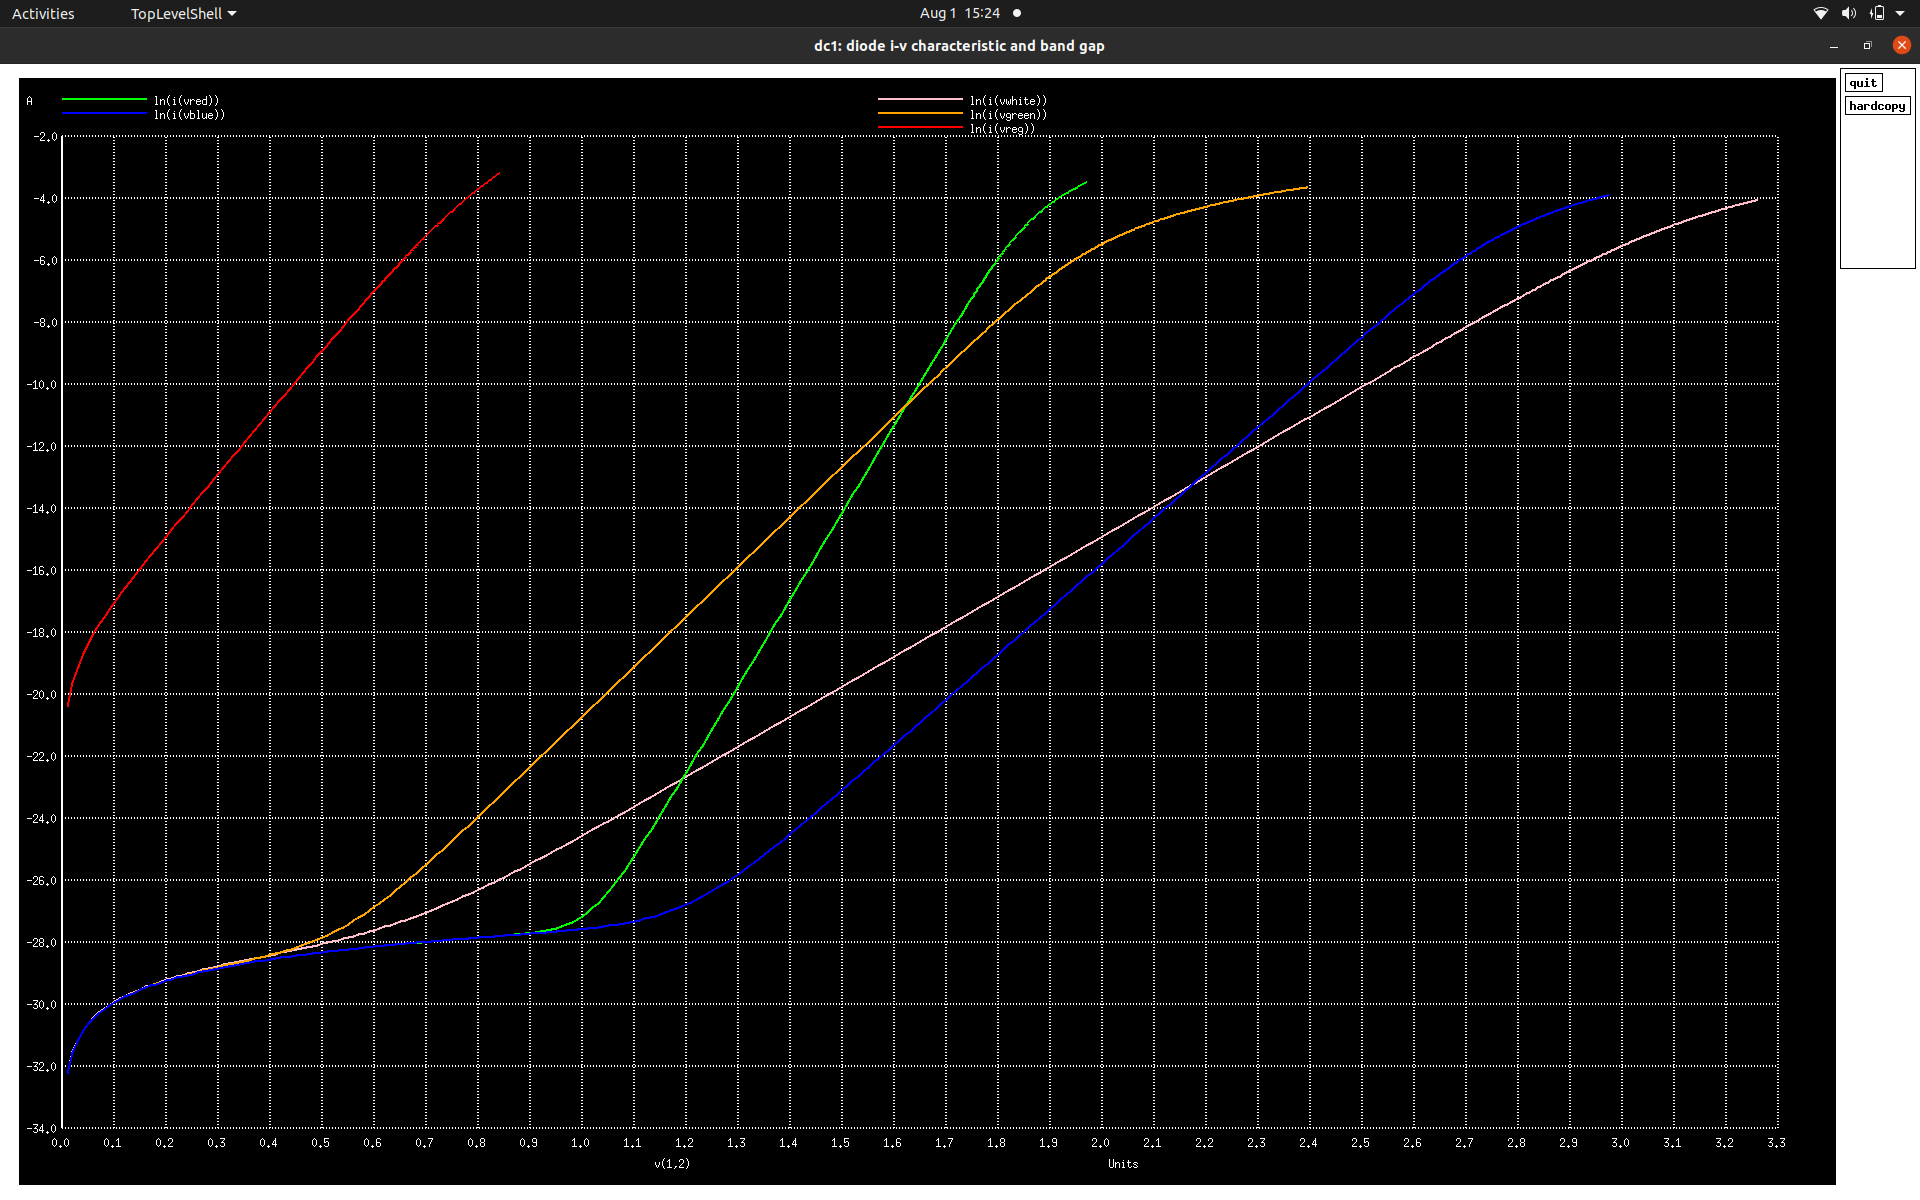 Activities TopLevelShell Aug 1 15:24
dc1: diode i-v characteristic and band gap
quit
hardcopy
A ln(i(vred)) ln(i(vwhite))
ln(i(vblue)) ln(i(vgreen))
ln(i(vreg))
-2.0
-4.0
-6.0
-8.0
-10.0
-12.0
-14.0
-16.0
-18.0
-20.0
-22.0
-24.0
-26.0
-28.0
-30.0
-32.0
-34.0
0.0 0.1 0.2 0.3 0.4 0.5 0.6 0.7 0.8 0.9 1.0 1.1 1.2 1.3 1.4 1.5 1.6 1.7 1.8 1.9 2.0 2.1 2.2 2.3 2.4 2.5 2.6 2.7 2.8 2.9 3.0 3.1 3.2 3.3
v(1,2) Units